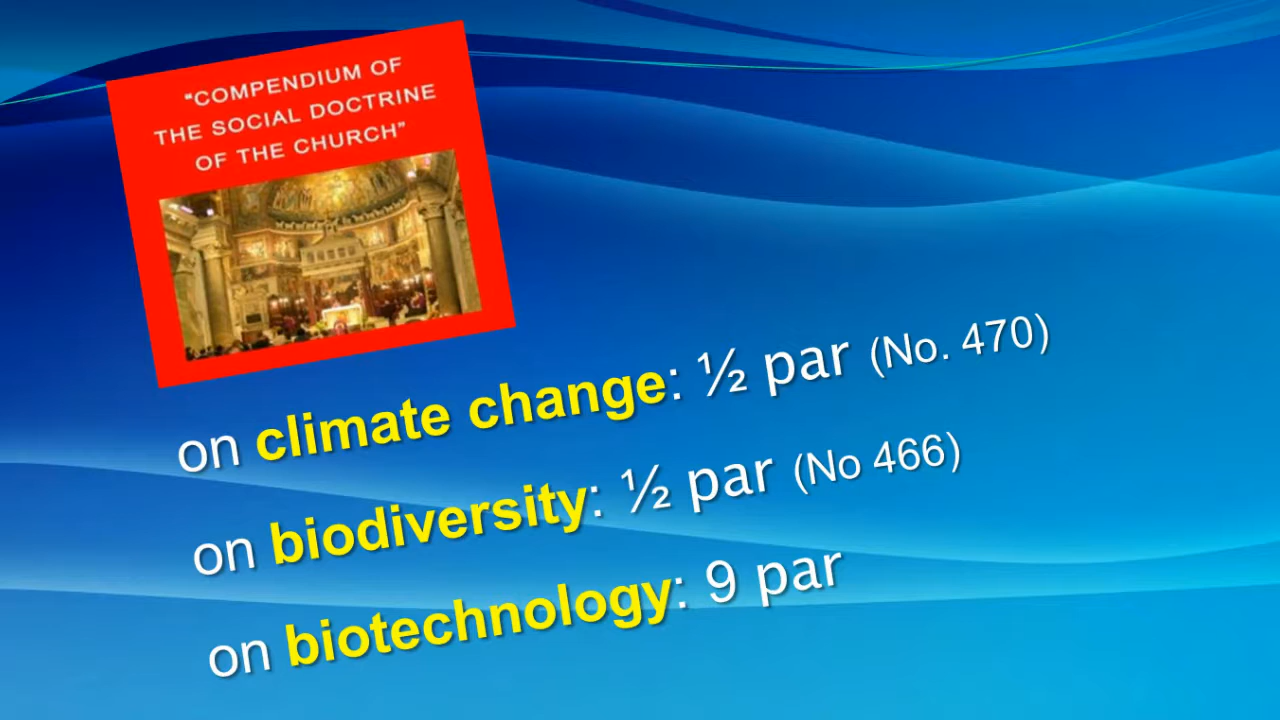 “COMPENDIUM OF
THE SOCIAL DOCTRINE
OF THE CHURCH”
on climate change: ½ par (No. 470)
on biodiversity: ½ par (No 466)
on biotechnology: 9 par